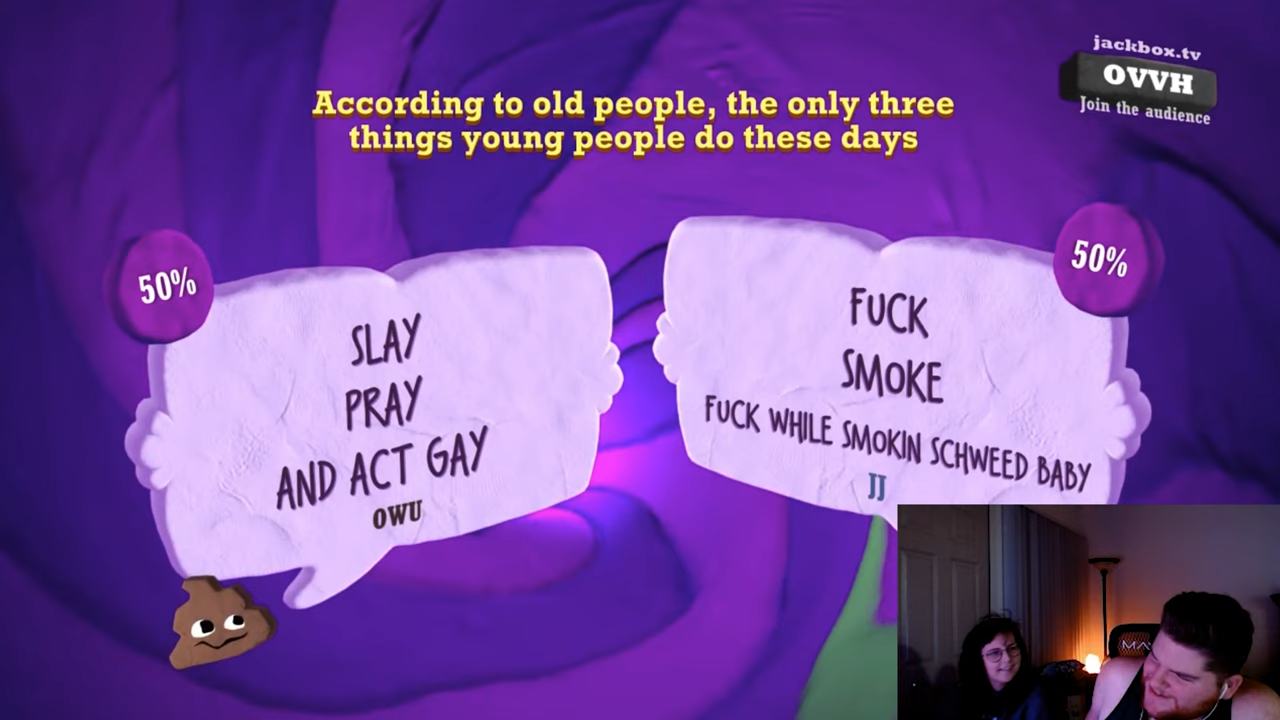 jackbox.tv
OVVH
Join the audience
According to old people, the only three
things young people do these days
50%
SLAY
PRAY
AND ACT GAY
OWU
50%
FUCK
SMOKE
FUCK WHILE SMOKIN SCHWEED BABY
JJ